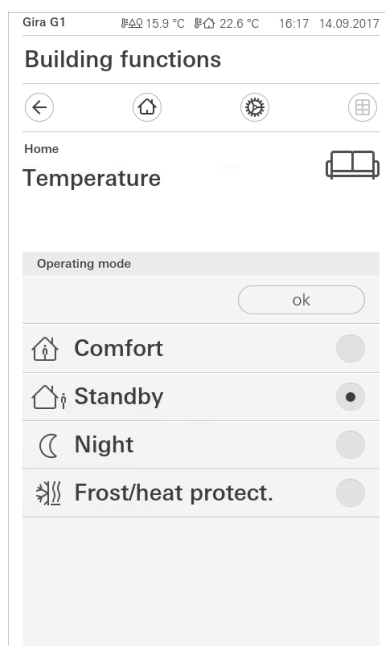 Gira G1 15.9 °C 22.6 °C 16:17 14.09.2017
Building functions
Home
Temperature
Operating mode
ok
Comfort
Standby
Night
Frost/heat protect.